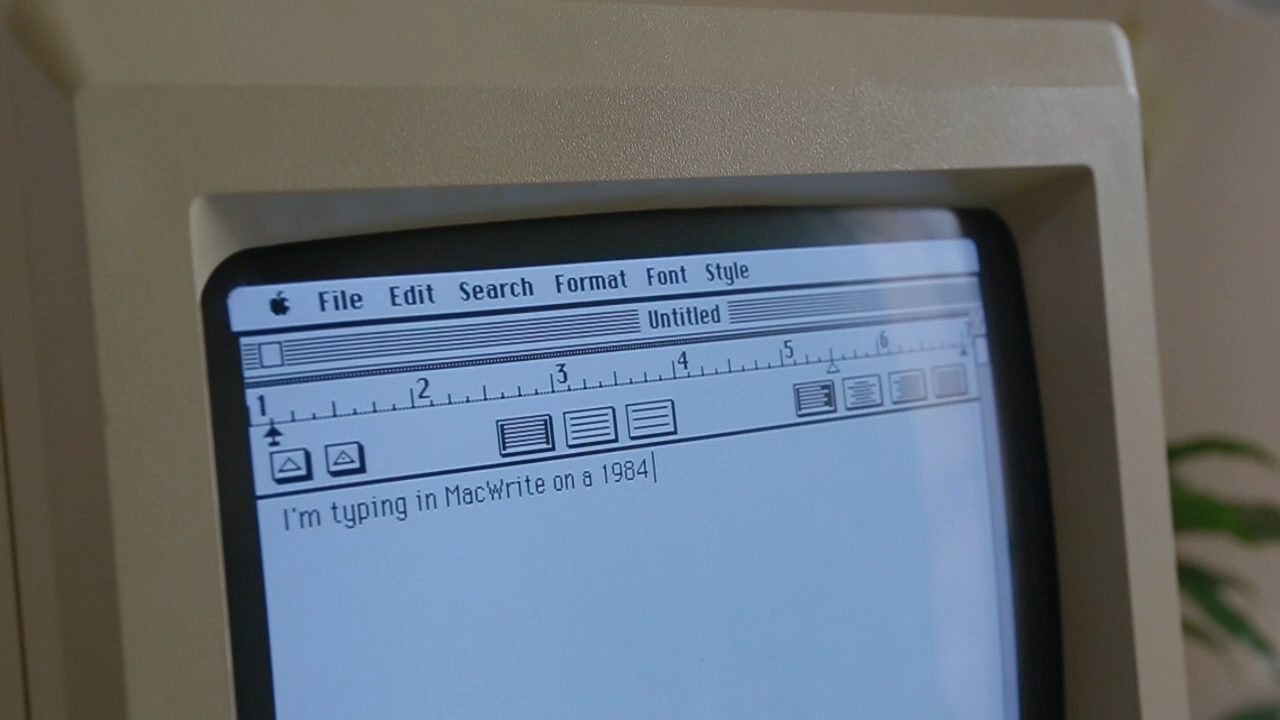 File Edit Search Format Font Style
Untitled
1 2 3 4 5 6
I'm typing in MacWrite on a 1984